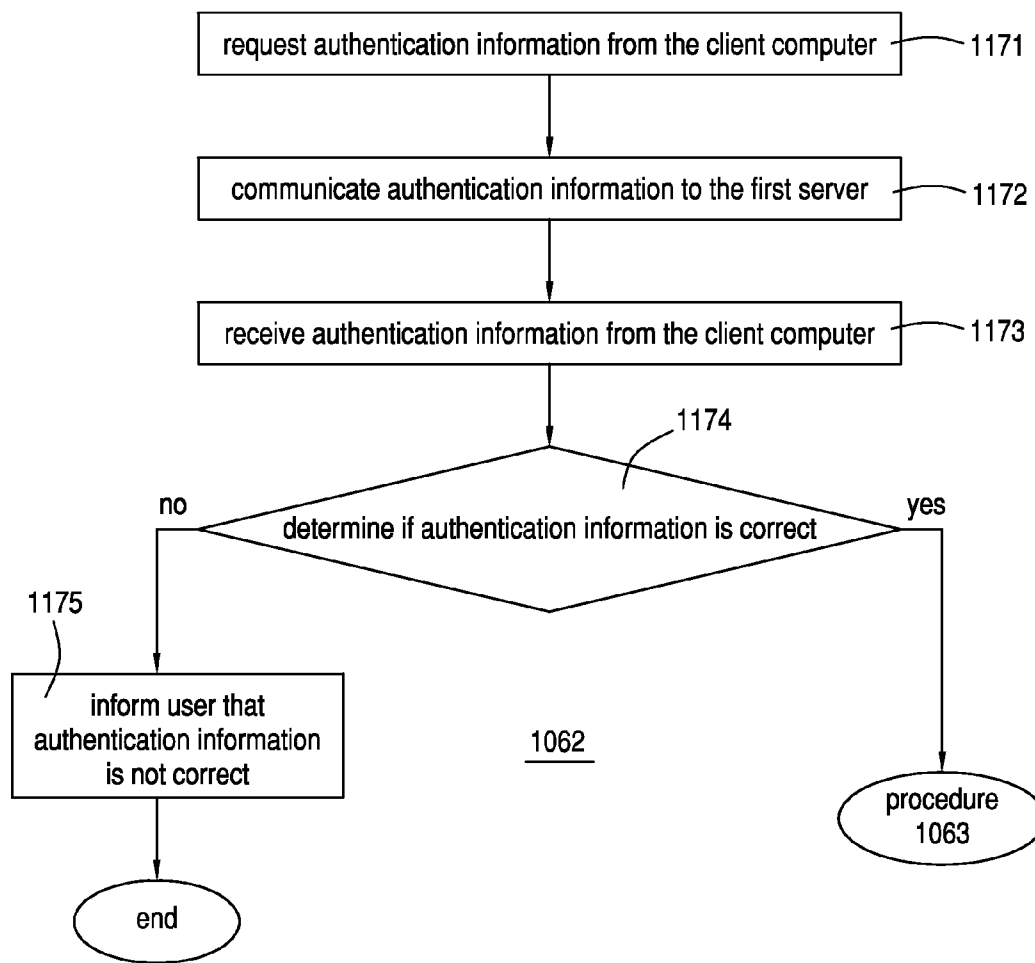 request authentication information from the client computer
1171
communicate authentication information to the first server
1172
receive authentication information from the client computer
1173
1174
no
determine if authentication information is correct
yes
1175
inform user that
authentication information
is not correct
1062
procedure
1063
end